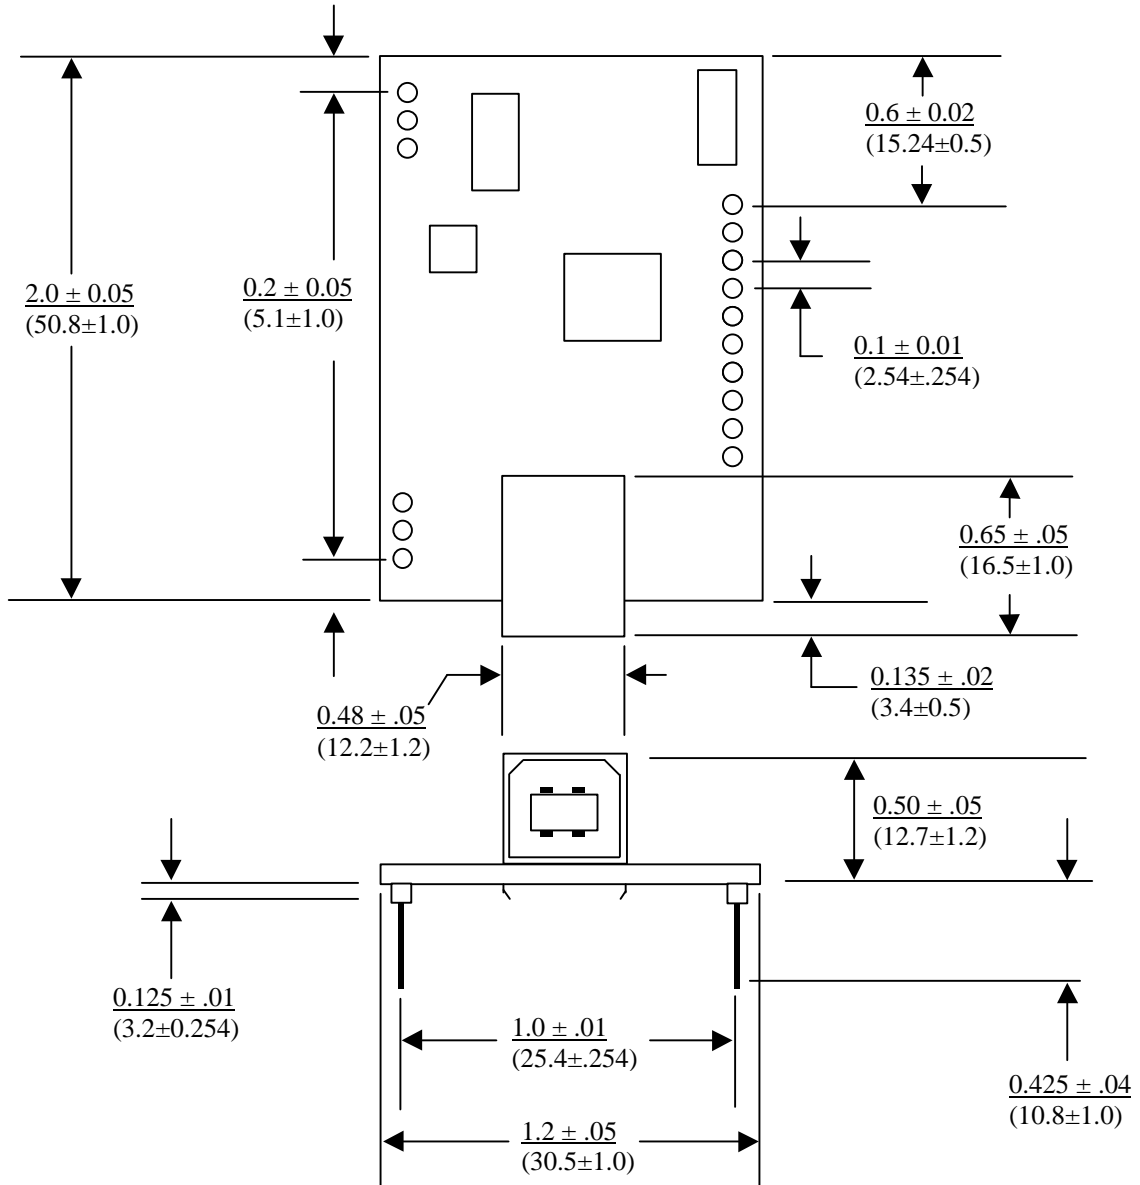 0.6 ± 0.02
(15.24±0.5)
2.0 ± 0.05
(50.8±1.0)
0.2 ± 0.05
(5.1±1.0)
0.1 ± 0.01
(2.54±.254)
0.65 ± .05
(16.5±1.0)
0.135 ± .02
(3.4±0.5)
0.48 ± .05
(12.2±1.2)
0.50 ± .05
(12.7±1.2)
0.125 ± .01
(3.2±0.254)
1.0 ± .01
(25.4±.254)
0.425 ± .04
(10.8±1.0)
1.2 ± .05
(30.5±1.0)